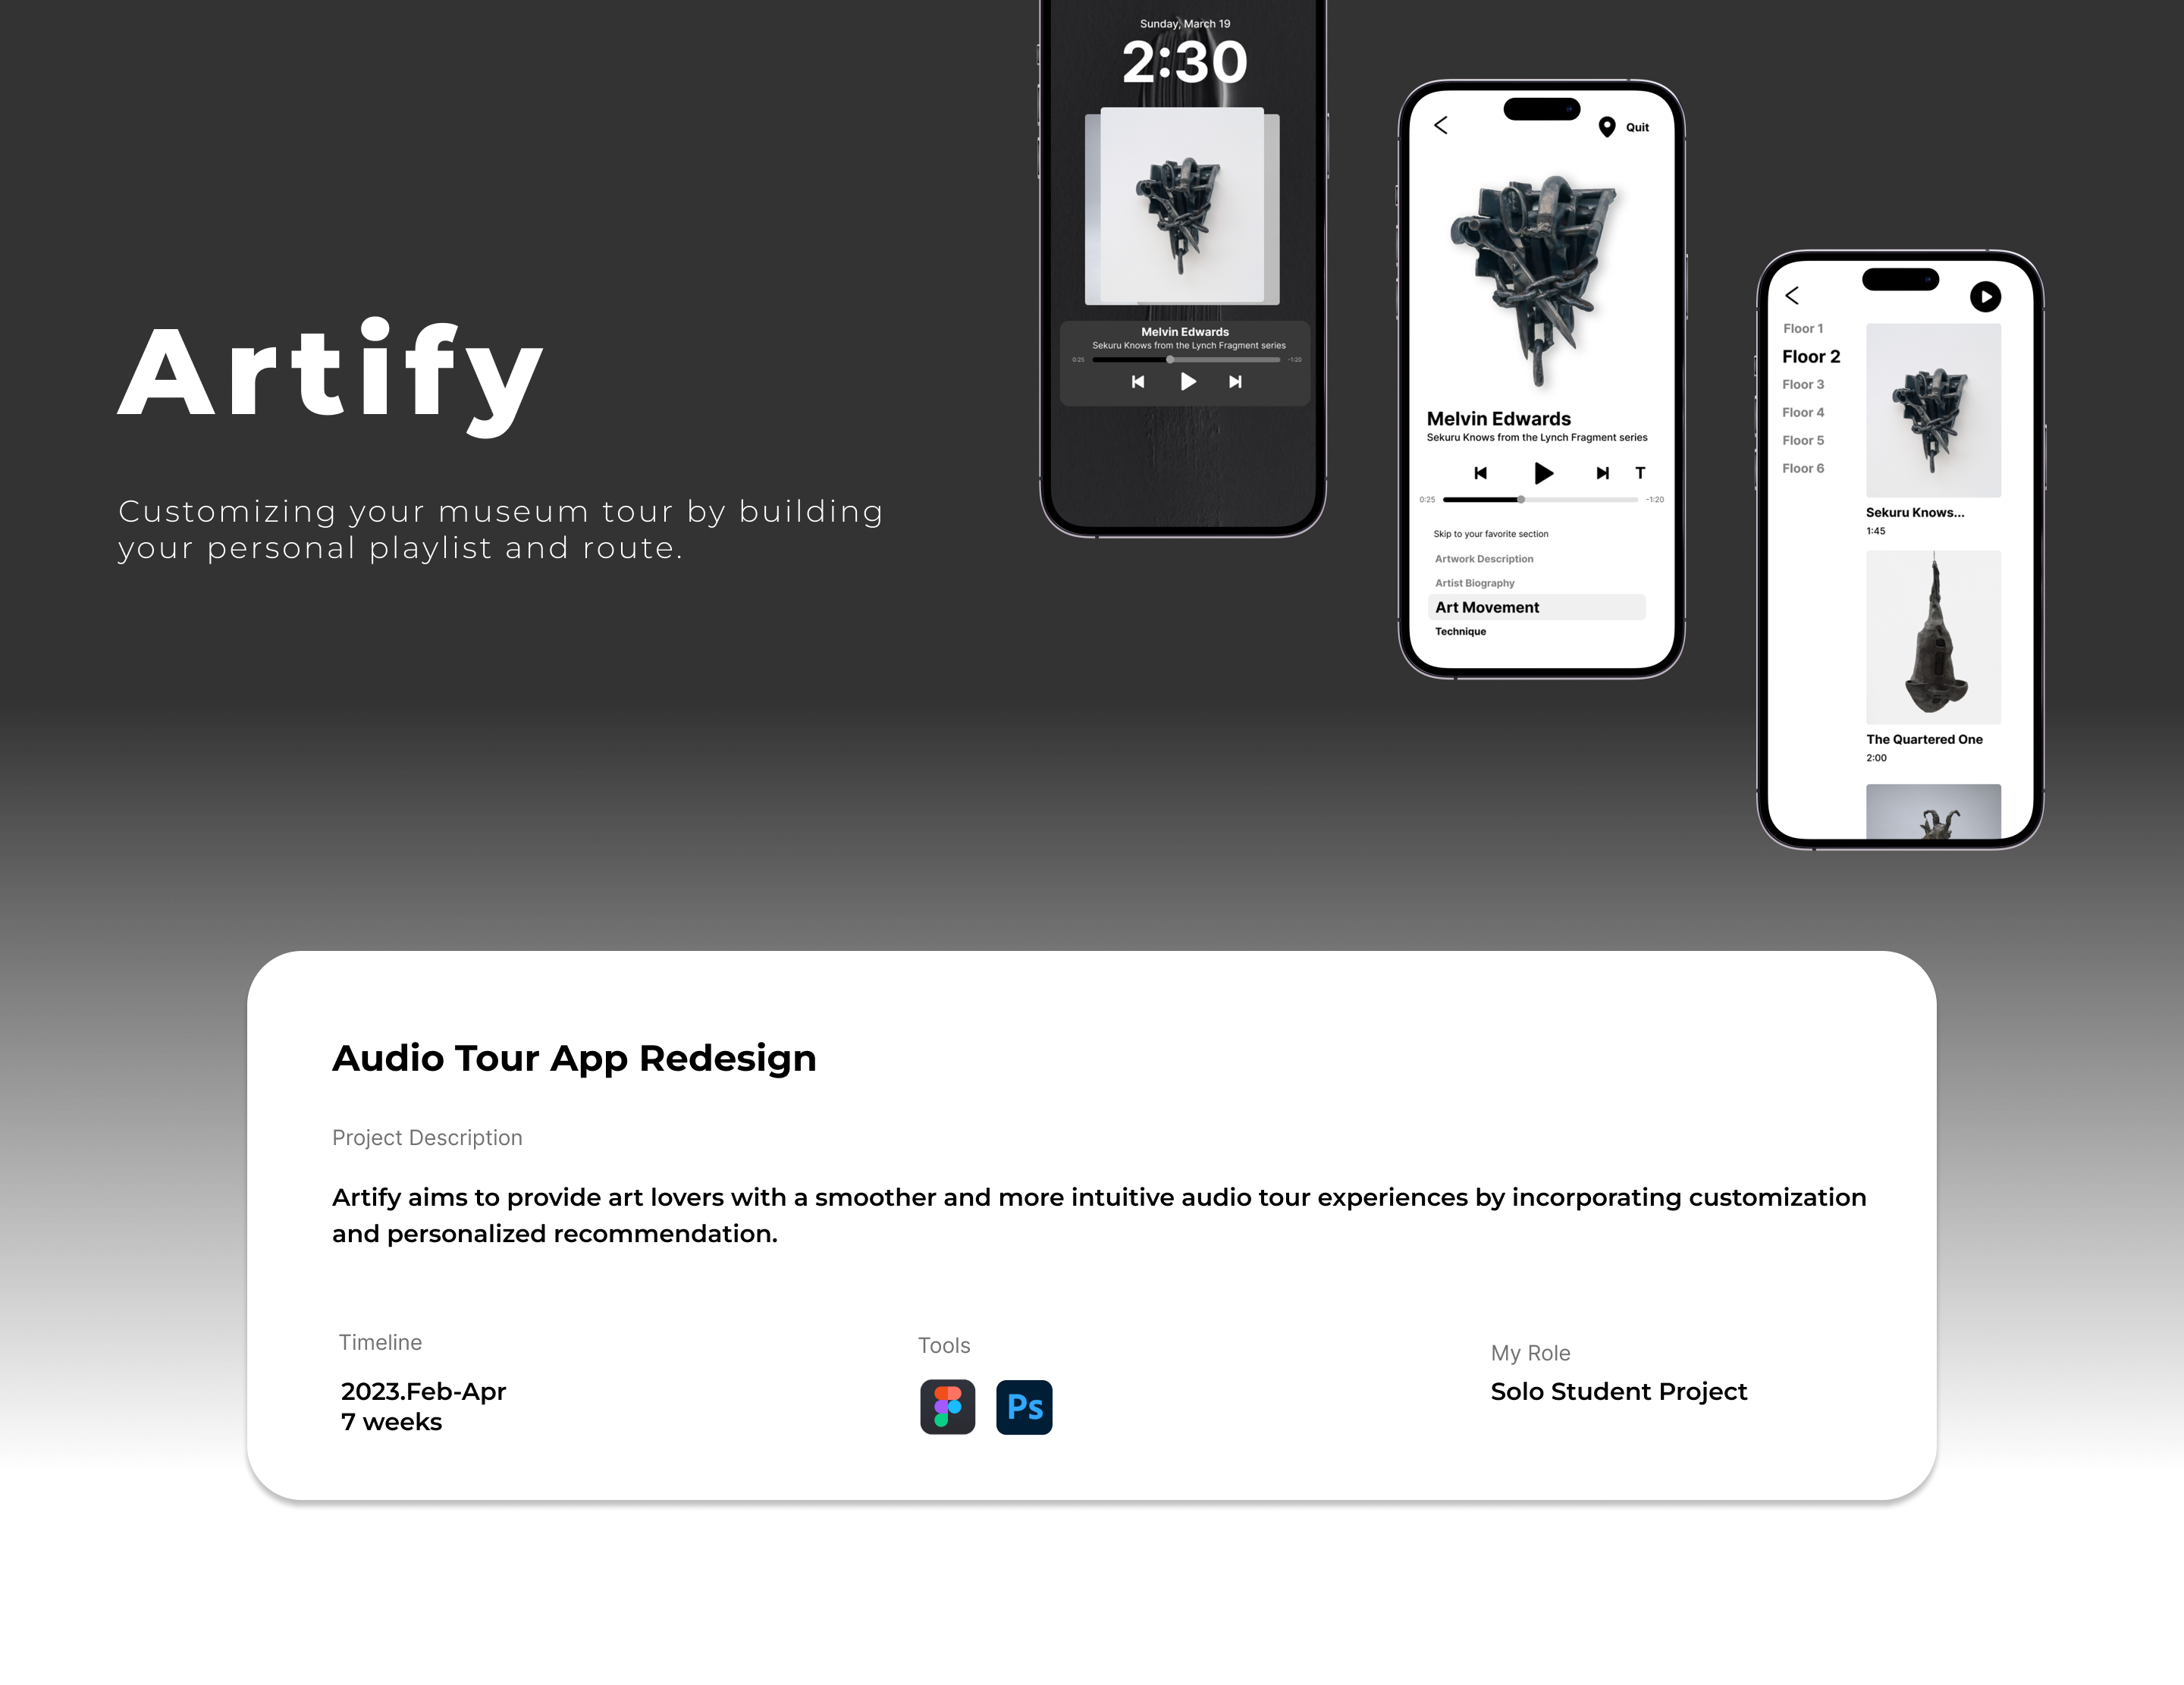 Artify
Customizing your museum tour by building
your personal playlist and route.
Sunday, March 19
2:30
Melvin Edwards
Sekuru Knows from the Lynch Fragment series
0:25
-1:20
Quit
Melvin Edwards
Sekuru Knows from the Lynch Fragment series
T
0:25
-1:20
Skip to your favorite section
Artwork Description
Artist Biography
Art Movement
Technique
Floor 1
Floor 2
Floor 3
Floor 4
Floor 5
Floor 6
Sekuru Knows...
1:45
The Quartered One
2:00
Audio Tour App Redesign
Project Description
Artify aims to provide art lovers with a smoother and more intuitive audio tour experiences by incorporating customization
and personalized recommendation.
Timeline
2023.Feb-Apr
7 weeks
Tools
Ps
My Role
Solo Student Project